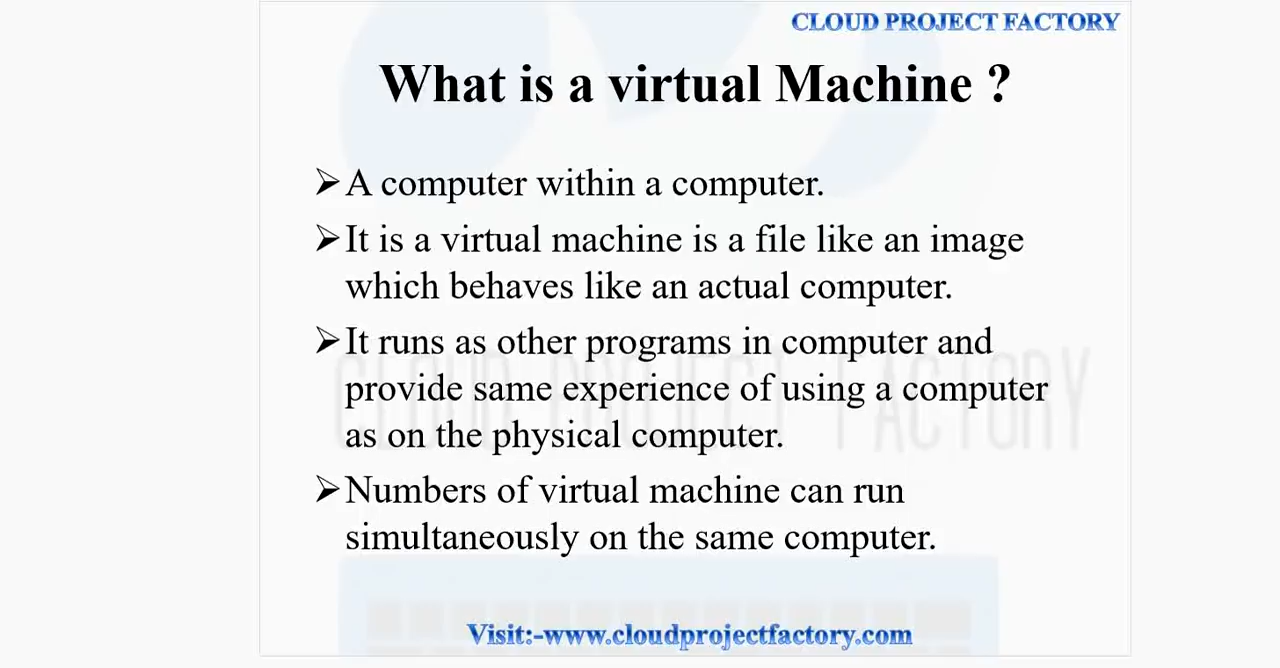 CLOUD PROJECT FACTORY
What is a virtual Machine ?
➢A computer within a computer.
➢It is a virtual machine is a file like an image
which behaves like an actual computer.
➢It runs as other programs in computer and
provide same experience of using a computer
as on the physical computer.
CLOUD PROJECT FACTORY
➢Numbers of virtual machine can run
simultaneously on the same computer.
Visit:-www.cloudprojectfactory.com